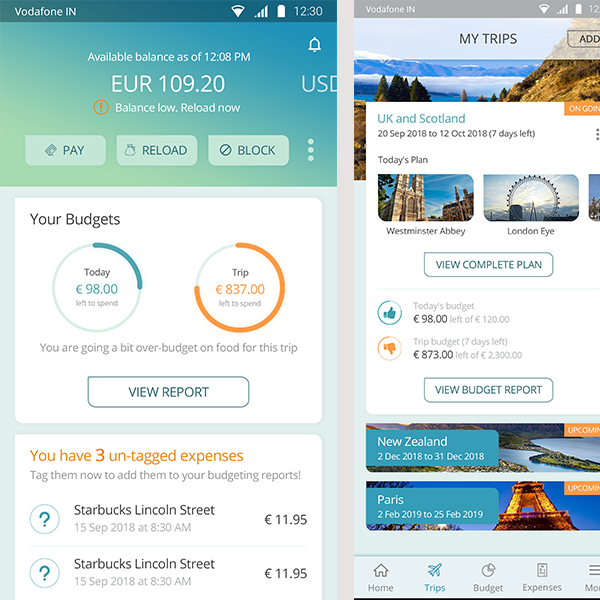 Vodafone IN 12:30
Available balance as of 12:08 PM
EUR 109.20 USD
Balance low. Reload now
PAY RELOAD BLOCK
Your Budgets
Today
€ 98.00
left to spend
Trip
€ 837.00
left to spend
You are going a bit over-budget on food for this trip
VIEW REPORT
You have 3 un-tagged expenses
Tag them now to add them to your budgeting reports!
Starbucks Lincoln Street
15 Sep 2018 at 8:30 AM
€ 11.95
Starbucks Lincoln Street
15 Sep 2018 at 8:30 AM
€ 11.95
Vodafone IN 12
MY TRIPS ADD
ON GOIN
UK and Scotland
20 Sep 2018 to 12 Oct 2018 (7 days left)
Today's Plan
Westminster Abbey London Eye
VIEW COMPLETE PLAN
Today's budget
€ 98.00 left of € 120.00
Trip budget (7 days left)
€ 873.00 left of € 2,300.00
VIEW BUDGET REPORT
UPCOMIN
New Zealand
2 Dec 2018 to 31 Dec 2018
UPCOMIN
Paris
2 Feb 2019 to 25 Feb 2019
Home Trips Budget Expenses Mor